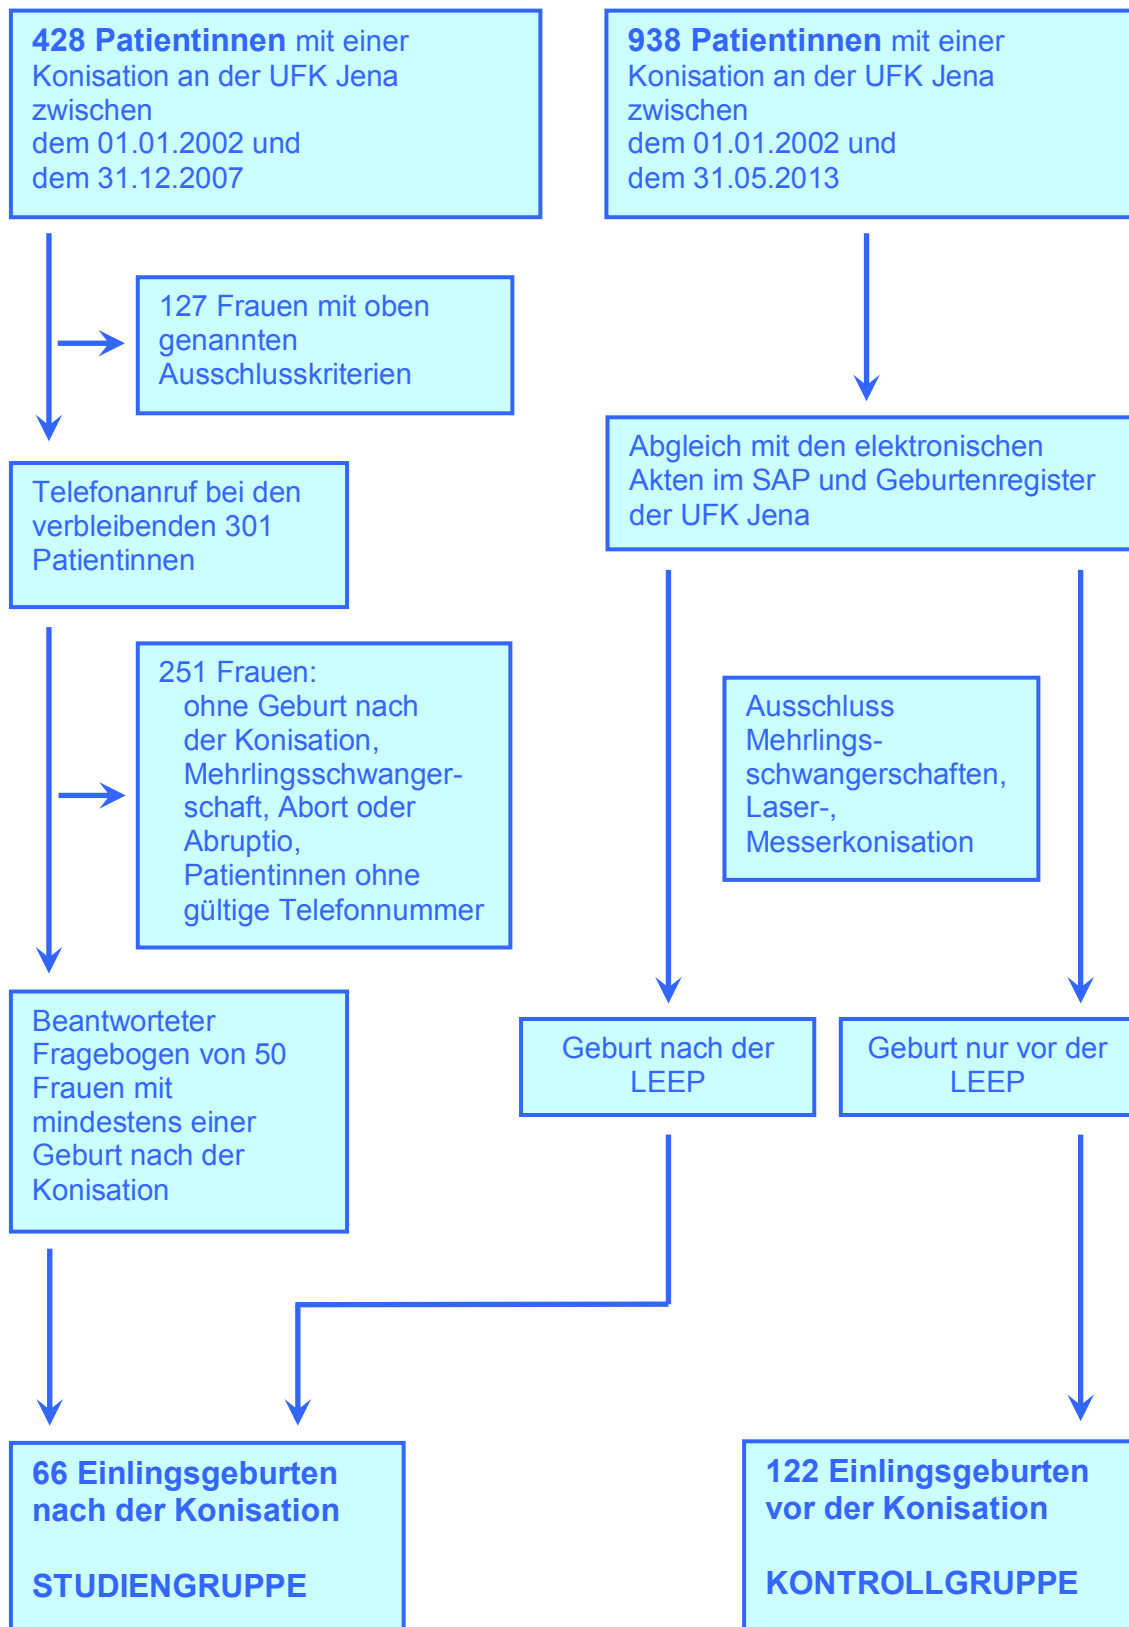 428 Patientinnen mit einer
Konisation an der UFK Jena
zwischen
dem 01.01.2002 und
dem 31.12.2007
938 Patientinnen mit einer
Konisation an der UFK Jena
zwischen
dem 01.01.2002 und
dem 31.05.2013
127 Frauen mit oben
genannten
Ausschlusskriterien
Abgleich mit den elektronischen
Akten im SAP und Geburtenregister
der UFK Jena
Telefonanruf bei den
verbleibenden 301
Patientinnen
251 Frauen:
ohne Geburt nach
der Konisation,
Mehrlingsschwanger-
schaft, Abort oder
Abruptio,
Patientinnen ohne
gültige Telefonnummer
Ausschluss
Mehrlings-
schwangerschaften,
Laser-,
Messerkonisation
Beantworteter
Fragebogen von 50
Frauen mit
mindestens einer
Geburt nach der
Konisation
Geburt nach der
LEEP
Geburt nur vor der
LEEP
66 Einlingsgeburten
nach der Konisation
STUDIENGRUPPE
122 Einlingsgeburten
vor der Konisation
KONTROLLGRUPPE